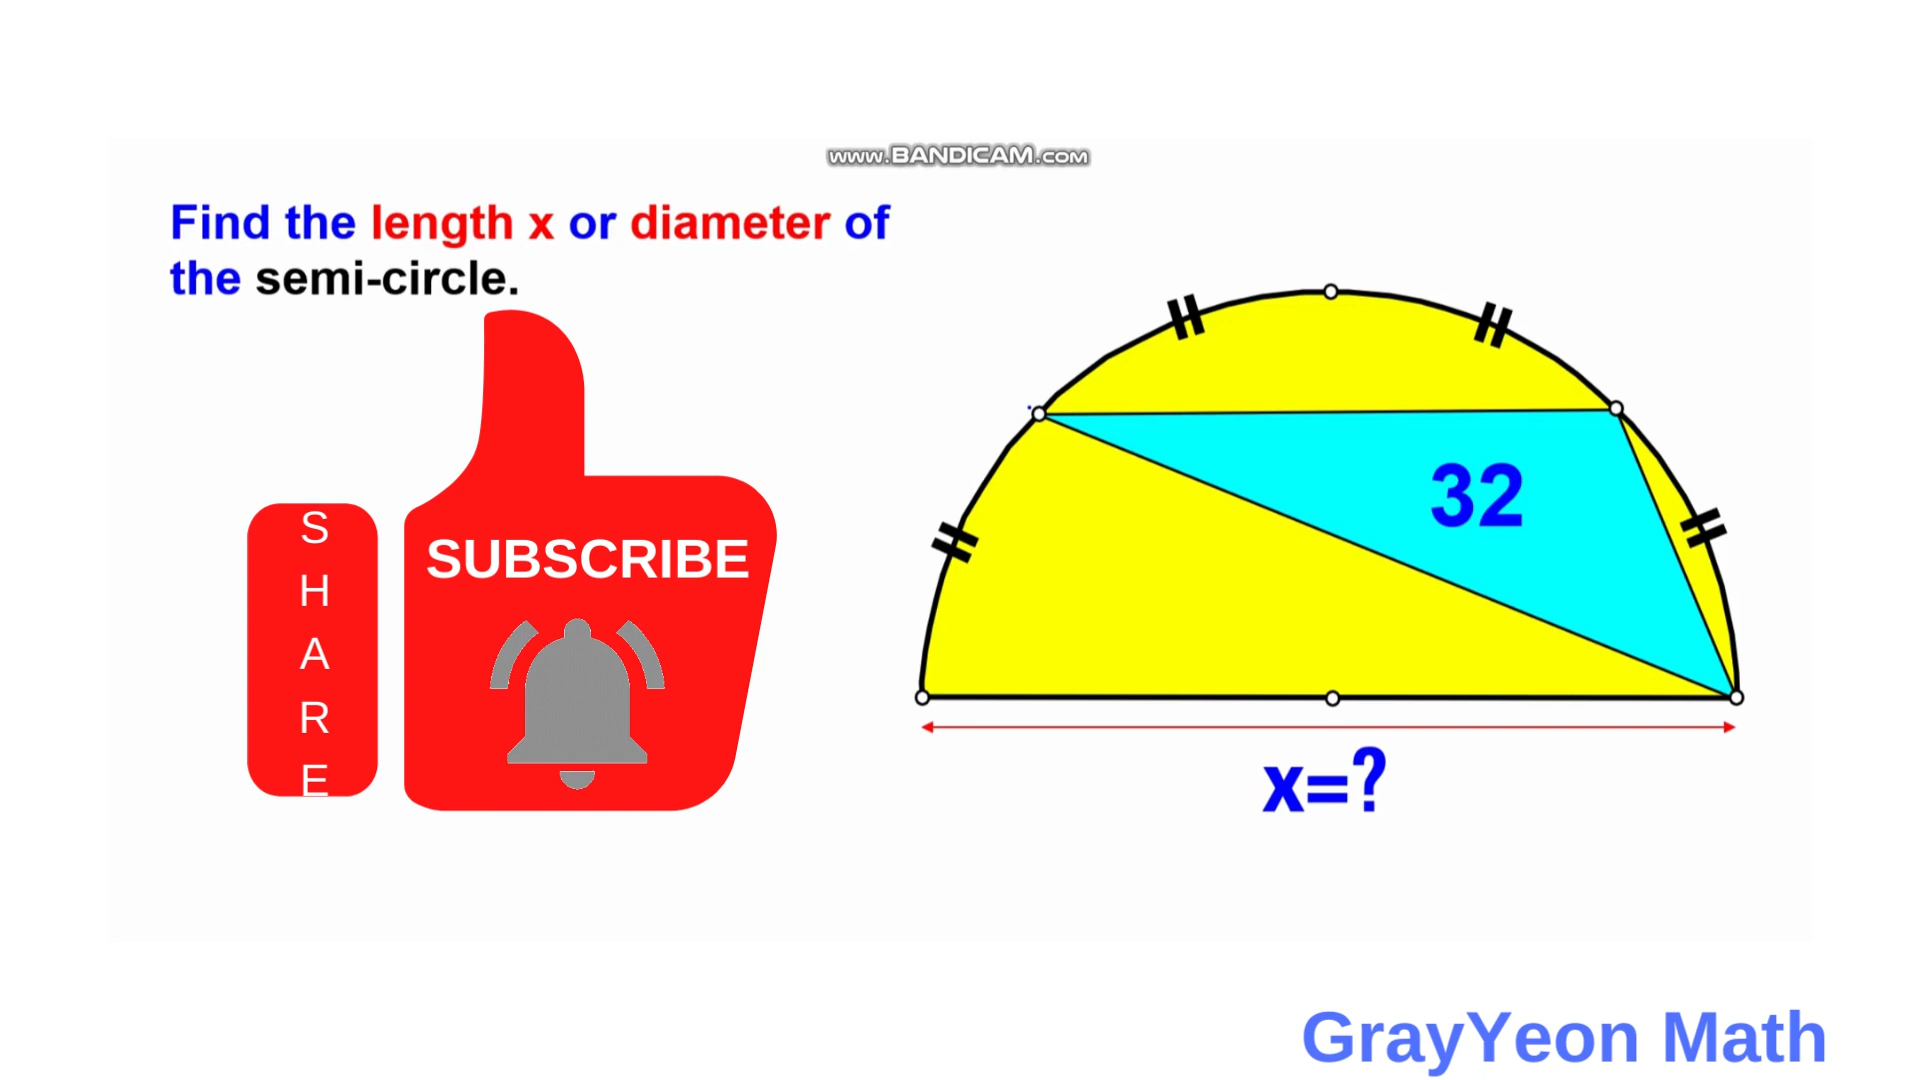 www.BANDICAM.com
Find the length x or diameter of
the semi-circle.
32
SUBSCRIBE
S
H
A
R
E
x=?
GrayYeon Math